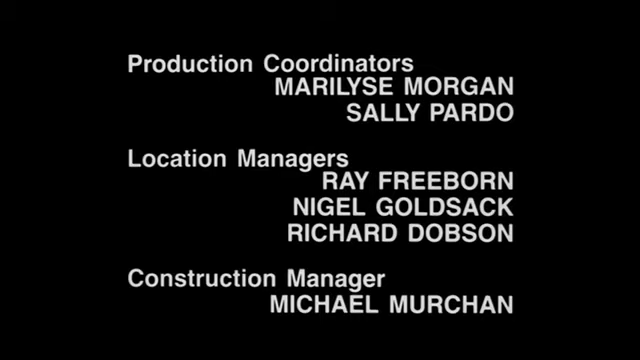 Production Coordinators
MARILYSE MORGAN
SALLY PARDO
Location Managers
RAY FREEBORN
NIGEL GOLDSACK
RICHARD DOBSON
Construction Manager
MICHAEL MURCHAN